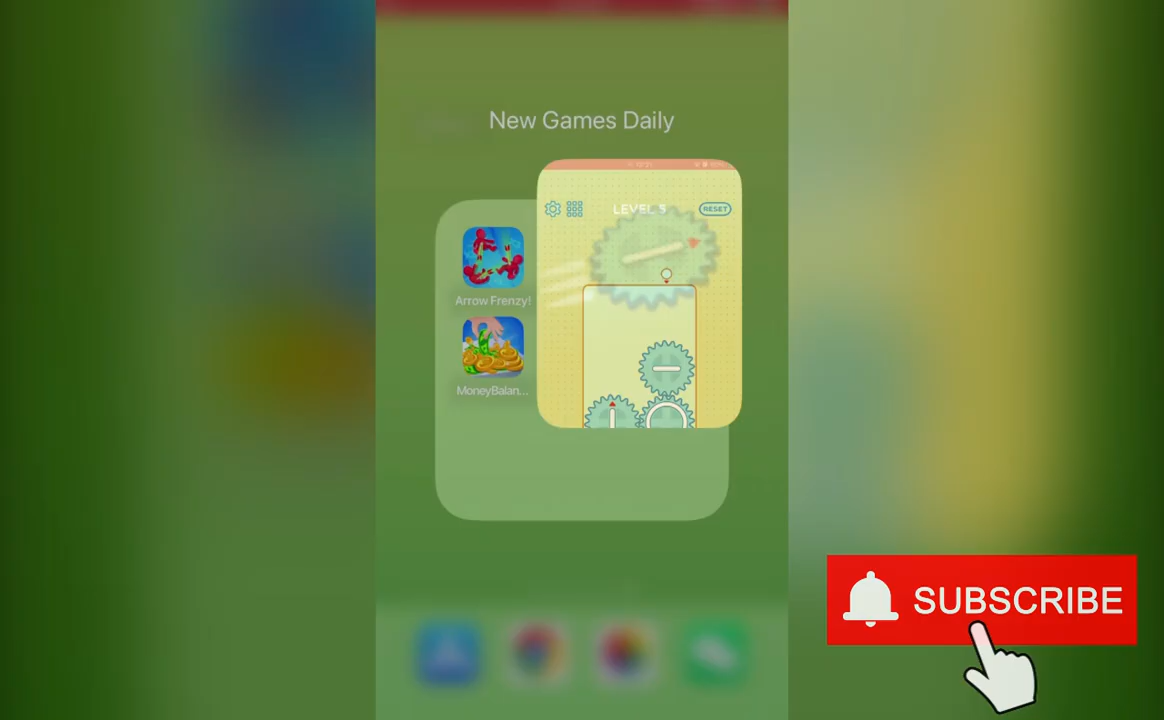 New Games Daily
LEVEL 5
RESET
Arrow Frenzy!
MoneyBalan...
SUBSCRIBE